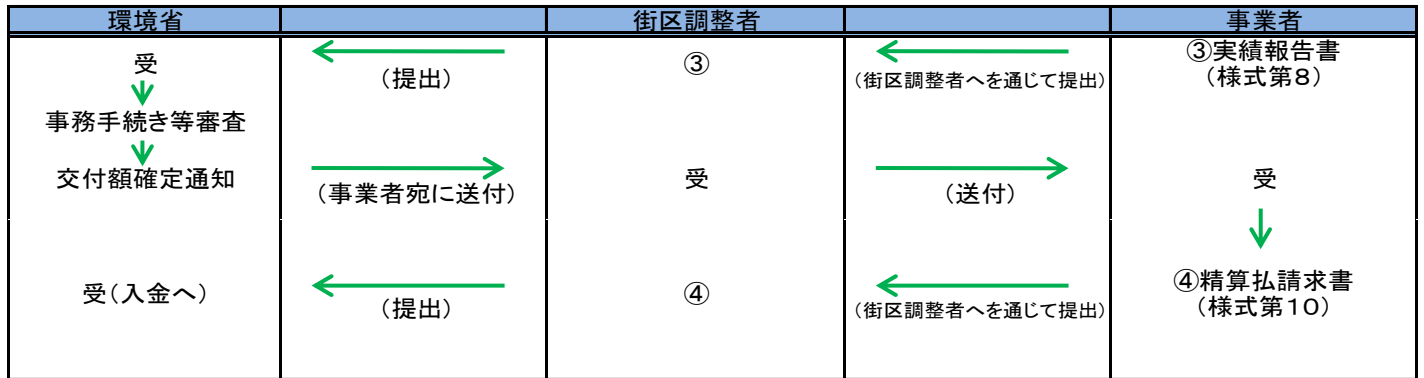 環境省
街区調整者
事業者
受
(提出)
③
(街区調整者へを通じて提出)
③実績報告書
(様式第8)
事務手続き等審査
交付額確定通知
(事業者宛に送付)
受
(送付)
受
受(入金へ)
(提出)
④
(街区調整者へを通じて提出)
④精算払請求書
(様式第10)